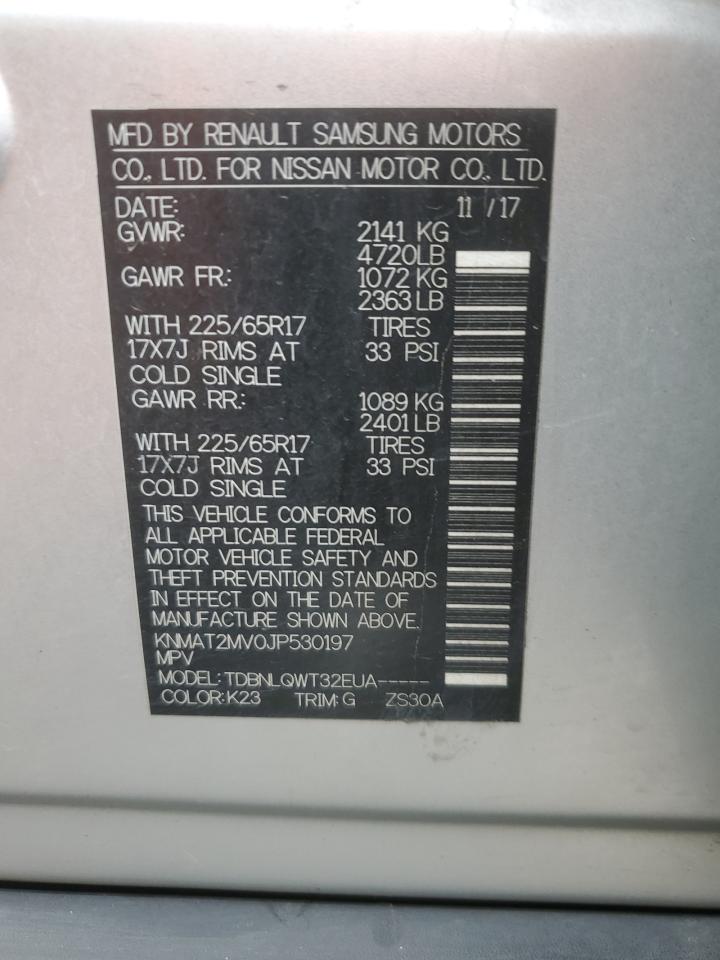 MFD BY RENAULT SAMSUNG MOTORS
CO., LTD. FOR NISSAN MOTOR CO., LTD.
DATE: 11 / 17
GVWR: 2141 KG
4720LB
GAWR FR.: 1072 KG
2363 LB
WITH 225/65R17 TIRES
17X7J RIMS AT 33 PSI
COLD SINGLE
GAWR RR.: 1089 KG
2401 LB
WITH 225/65R17 TIRES
17X7J RIMS AT 33 PSI
COLD SINGLE
THIS VEHICLE CONFORMS TO
ALL APPLICABLE FEDERAL
MOTOR VEHICLE SAFETY AND
THEFT PREVENTION STANDARDS
IN EFFECT ON THE DATE OF
MANUFACTURE SHOWN ABOVE.
KNMAT2MV0JP530197
MPV
MODEL: TDBNLQWT32EUA-----
COLOR:K23 TRIM: G ZS30A